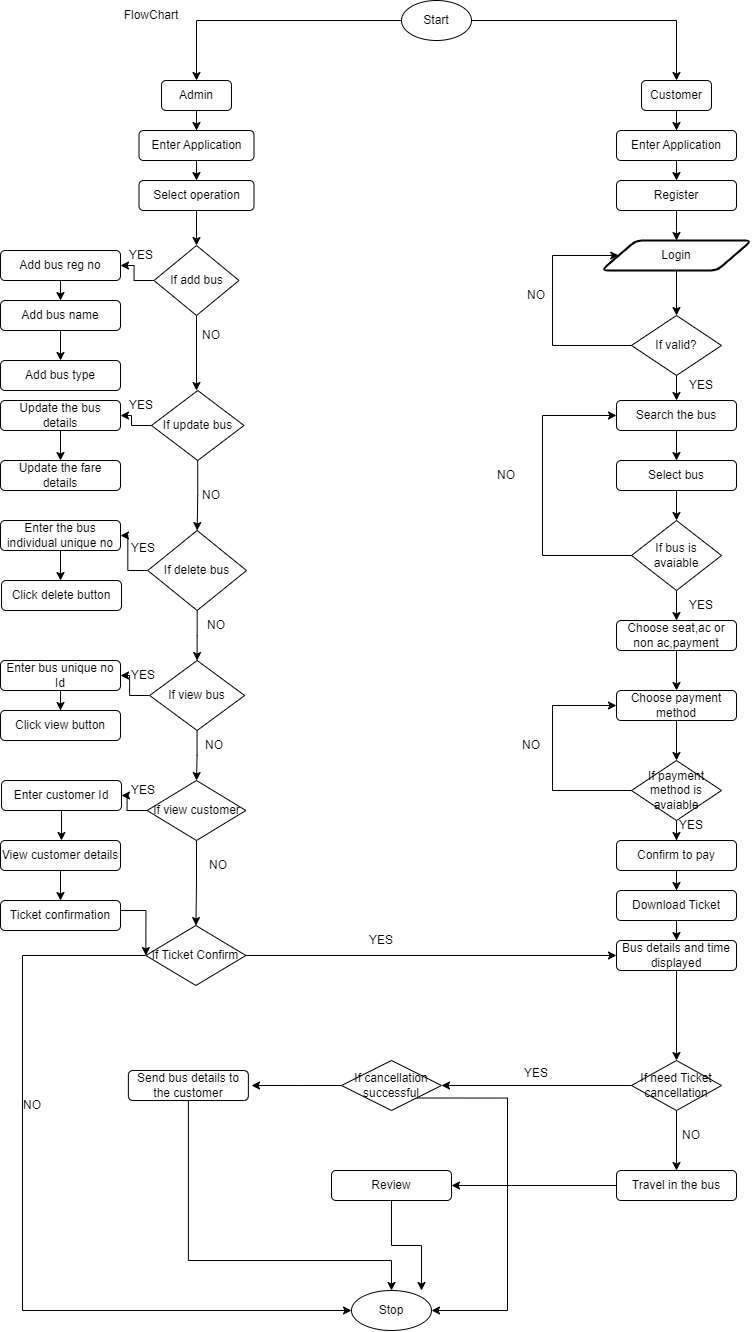 FlowChart
Start
Admin
Customer
Enter Application
Enter Application
Select operation
Register
Add bus reg no
YES
If add bus
Login
NO
Add bus name
NO
If valid?
Add bus type
YES
Update the bus
details
YES
If update bus
Search the bus
Update the fare
details
NO
Select bus
NO
Enter the bus
individual unique no
YES
If delete bus
If bus is
avaiable
Click delete button
YES
NO
Choose seat,ac or
non ac,payment
Enter bus unique no
Id
YES
If view bus
Choose payment
method
Click view button
NO
NO
Enter customer Id
YES
If view customer
If payment
method is
avaiable
YES
View customer details
NO
Confirm to pay
Ticket confirmation
Download Ticket
If Ticket Confirm
YES
Bus details and time
displayed
Send bus details to
the customer
If cancellation
successful
YES
If need Ticket
cancellation
NO
NO
Review
Travel in the bus
Stop